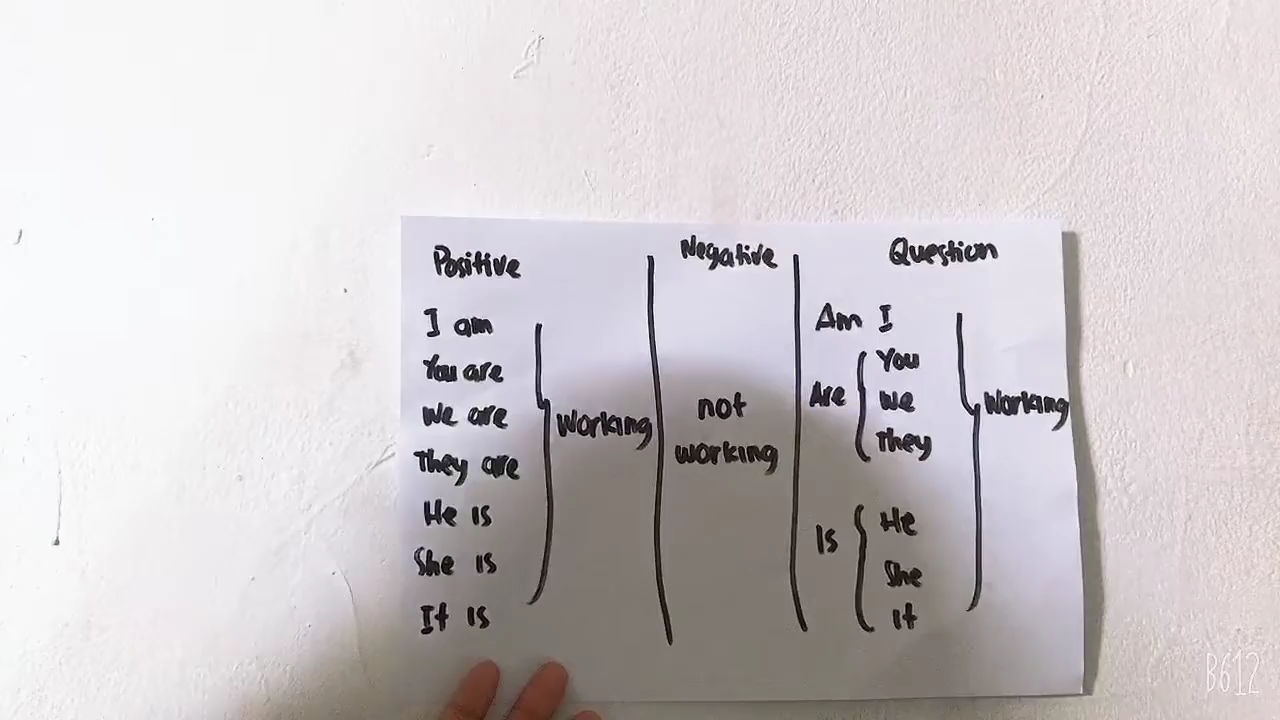 Positive
I am
You are
we are
They are
He is
She is
It is
Working
Negative
not
working
Question
Am I
Are
You
we
They
Is
He
She
it
Working
B612